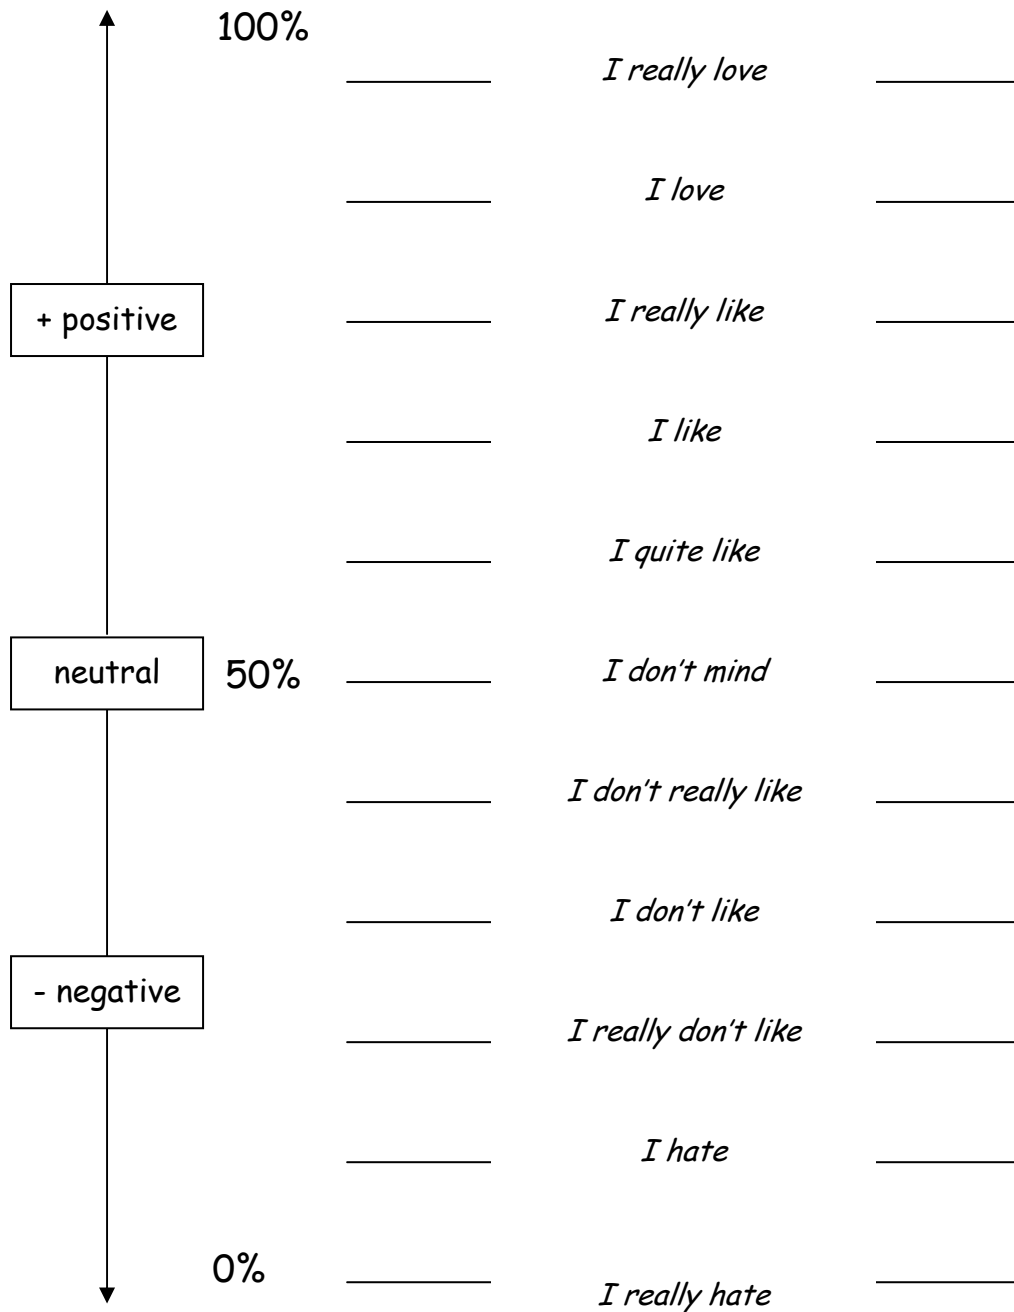 100%
I really love
I love
+ positive
I really like
I like
I quite like
neutral
50%
I don't mind
I don't really like
I don't like
- negative
I really don't like
I hate
0%
I really hate